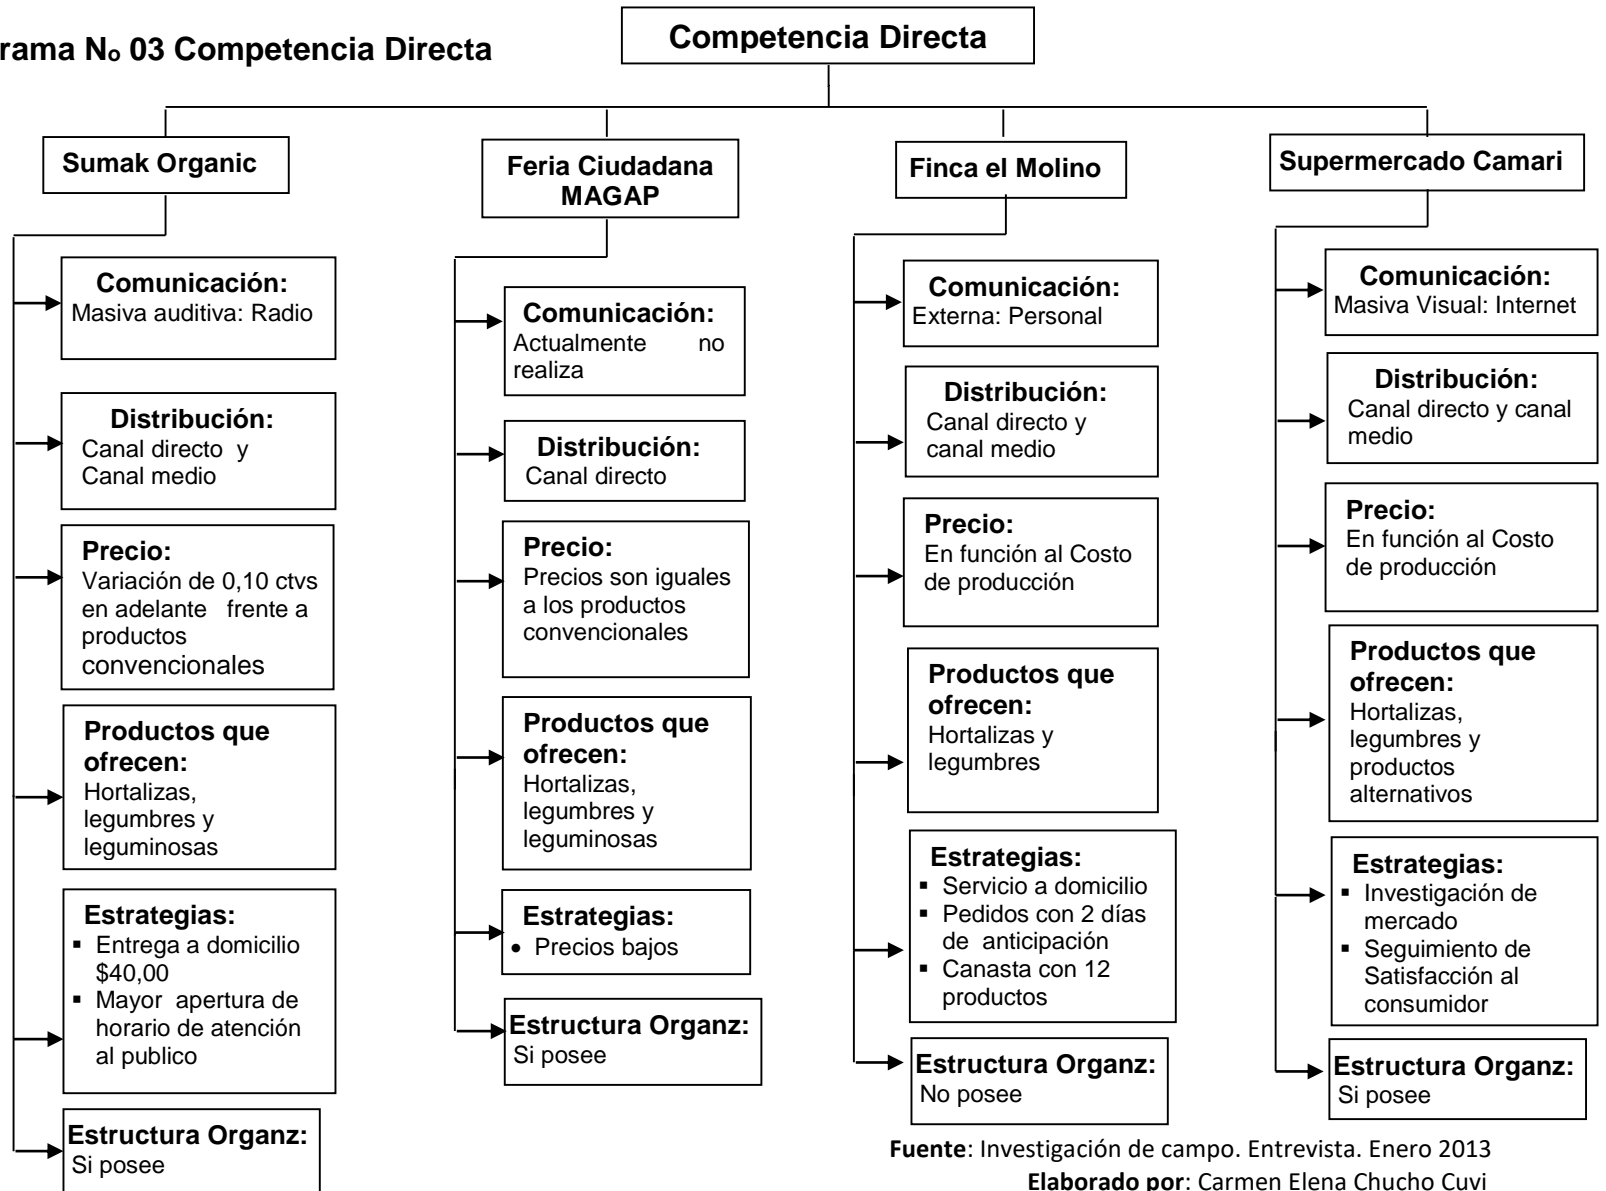 rama No 03 Competencia Directa
Competencia Directa
Sumak Organic
Comunicación:
Masiva auditiva: Radio
Distribución:
Canal directo y
Canal medio
Precio:
Variación de 0,10 ctvs
en adelante frente a
productos
convencionales
Productos que
ofrecen:
Hortalizas,
legumbres y
leguminosas
Estrategias:
▪ Entrega a domicilio
$40,00
▪ Mayor apertura de
horario de atención
al publico
Estructura Organz:
Si posee
Feria Ciudadana
MAGAP
Comunicación:
Actualmente no
realiza
Distribución:
Canal directo
Precio:
Precios son iguales
a los productos
convencionales
Productos que
ofrecen:
Hortalizas,
legumbres y
leguminosas
Estrategias:
• Precios bajos
Estructura Organz:
Si posee
Finca el Molino
Comunicación:
Externa: Personal
Distribución:
Canal directo y
canal medio
Precio:
En función al Costo
de producción
Productos que
ofrecen:
Hortalizas y
legumbres
Estrategias:
▪ Servicio a domicilio
▪ Pedidos con 2 días
de anticipación
▪ Canasta con 12
productos
Estructura Organz:
No posee
Supermercado Camari
Comunicación:
Masiva Visual: Internet
Distribución:
Canal directo y canal
medio
Precio:
En función al Costo
de producción
Productos que
ofrecen:
Hortalizas,
legumbres y
productos
alternativos
Estrategias:
▪ Investigación de
mercado
▪ Seguimiento de
Satisfacción al
consumidor
Estructura Organz:
Si posee
Fuente: Investigación de campo. Entrevista. Enero 2013
Elaborado por: Carmen Elena Chucho Cuvi